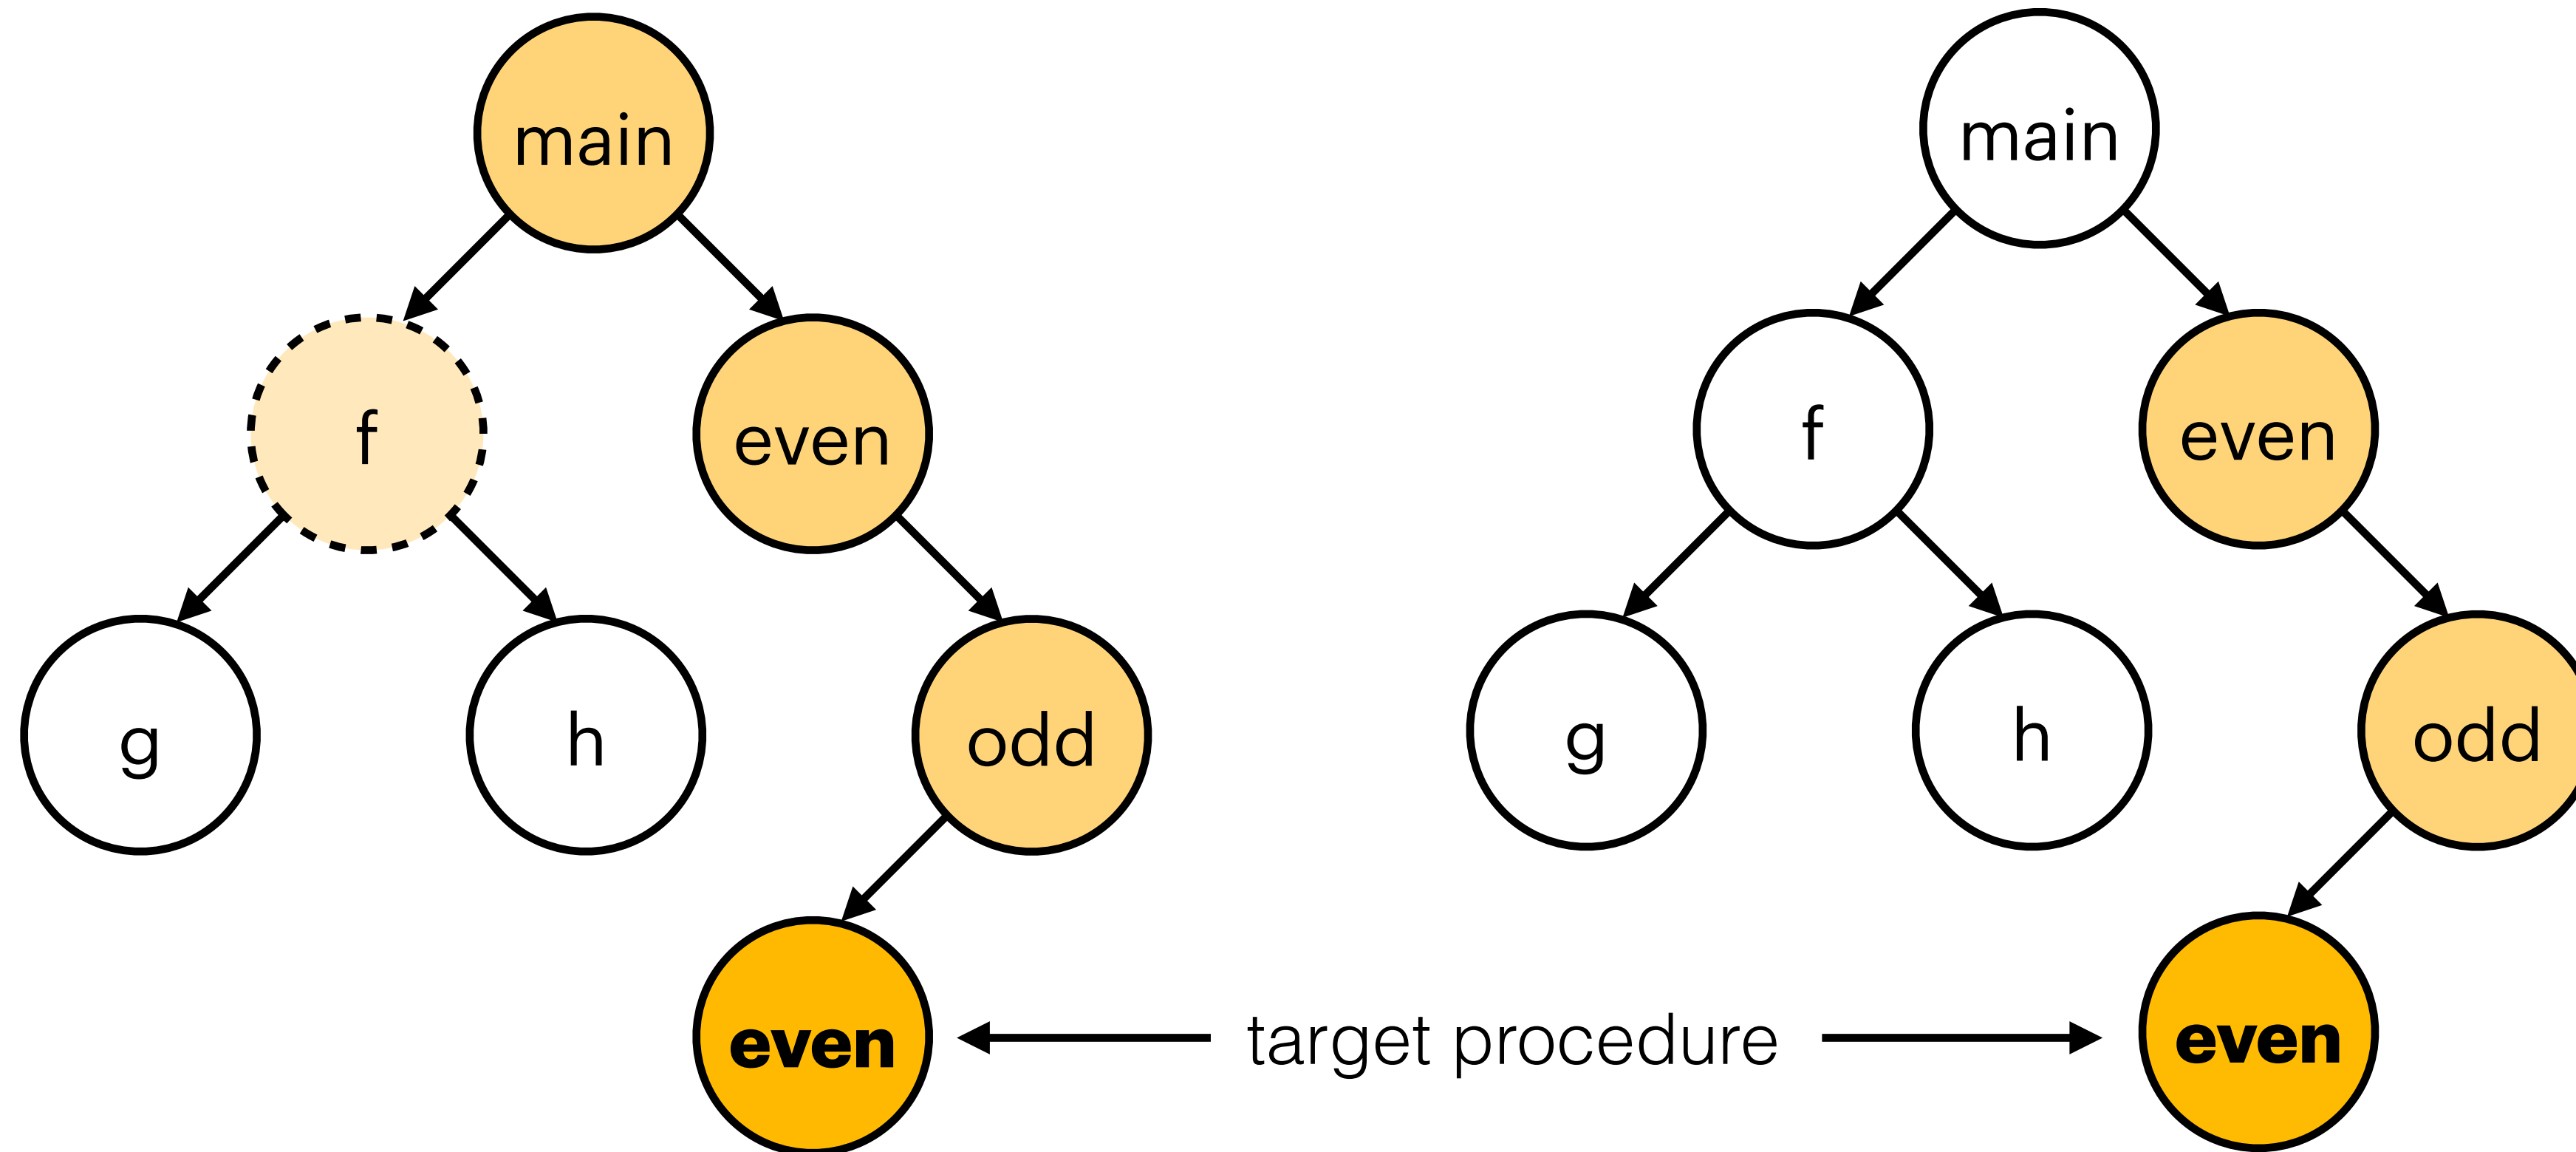 main
main
f
even
f
even
g
h
odd
g
h
odd
even
target procedure
even